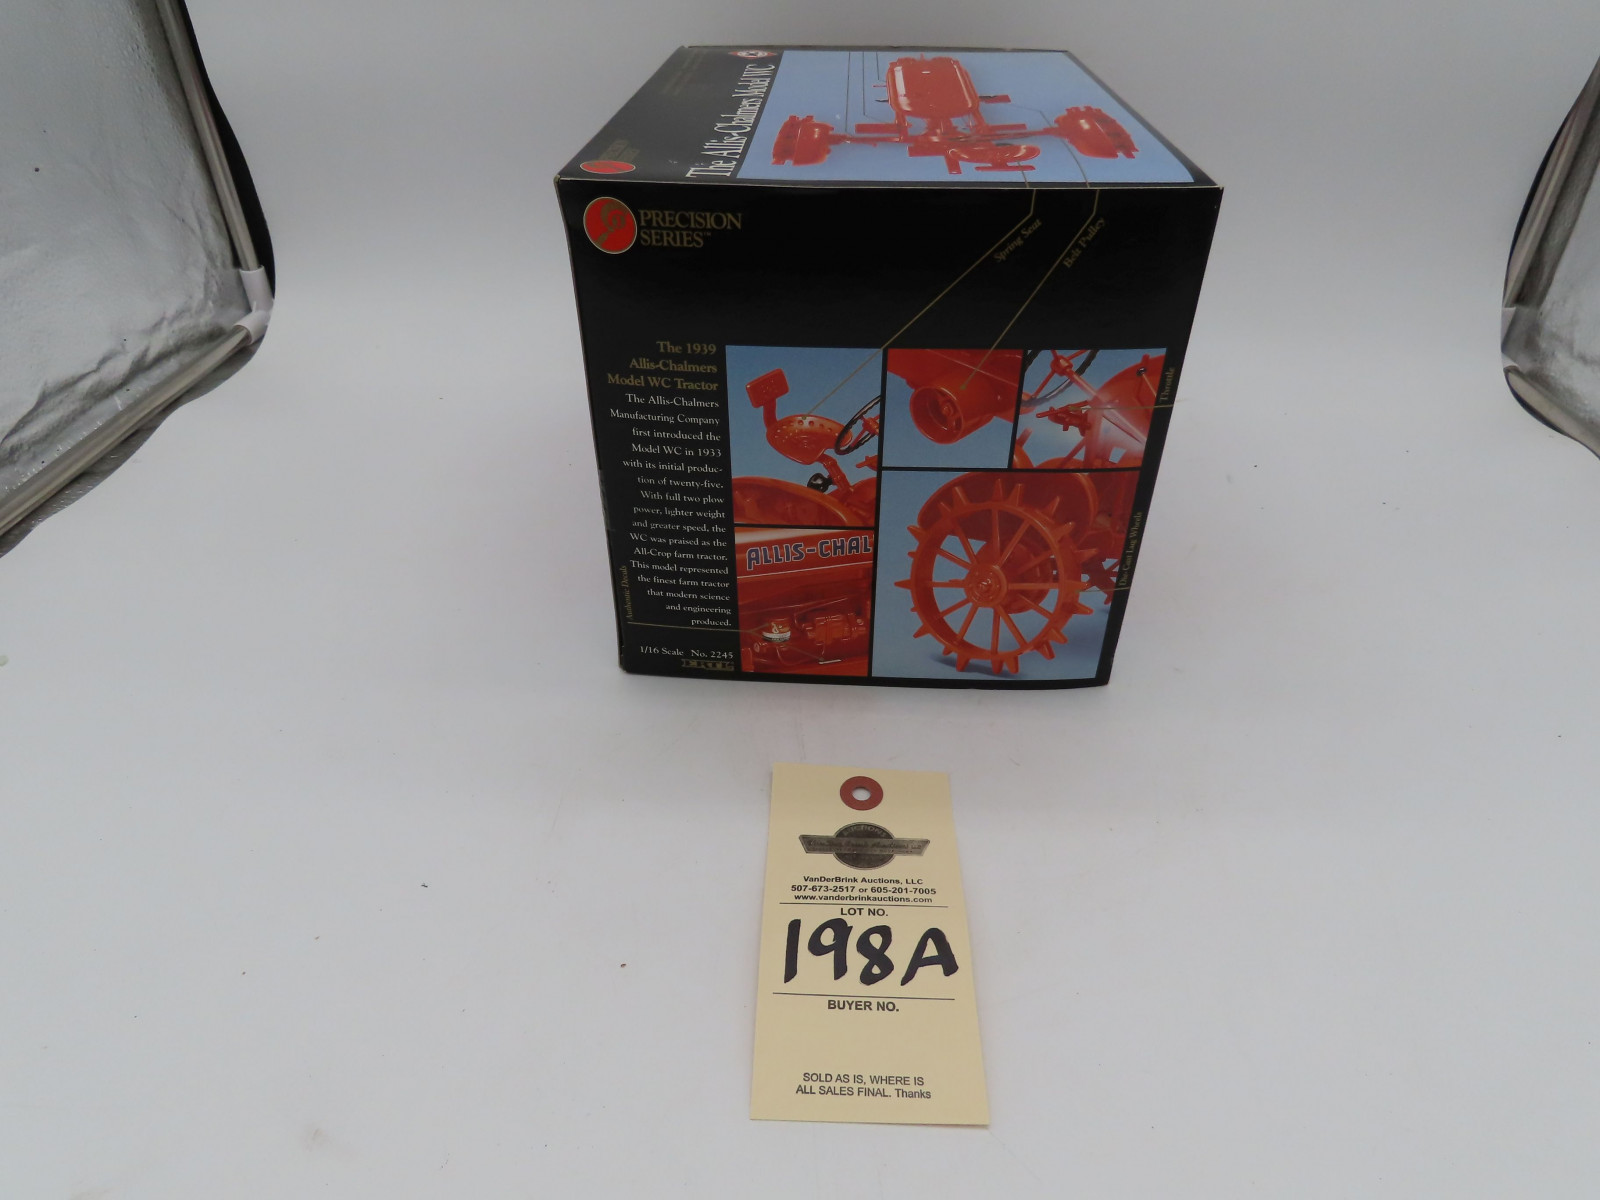 The Allis-Chalmers Model WC
PRECISION
SERIES™
Spring Seat
Belt Pulley
Throttle
The 1939
Allis-Chalmers
Model WC Tractor
The Allis-Chalmers
Manufacturing Company
first introduced the
Model WC in 1933
with its initial produc-
tion of twenty-five.
With full two plow
power, lighter weight
and greater speed, the
WC was praised as the
All-Crop farm tractor.
This model represented
the finest farm tractor
that modern science
and engineering
produced.
Authentic Decals
ALLIS-CHAL
Die-Cast Lug Wheels
1/16 Scale No. 2245
ERTL
VanDerBrink Auctions, LLC
507-673-2517 or 605-201-7005
www.vanderbrinkauctions.com
LOT NO.
198A
BUYER NO.
SOLD AS IS, WHERE IS
ALL SALES FINAL. Thanks